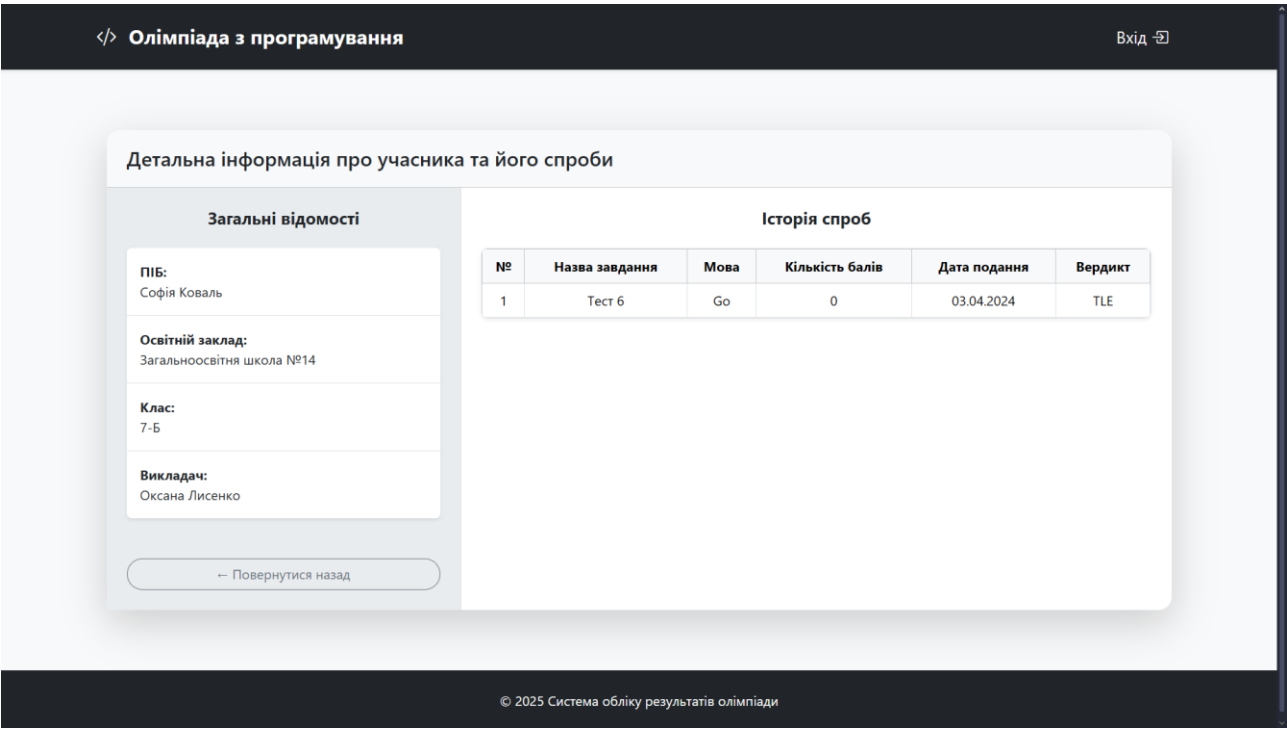 </> Олімпіада з програмування
Вхід
Детальна інформація про учасника та його спроби
Загальні відомості
ПІБ:
Софія Коваль
Освітній заклад:
Загальноосвітня школа №14
Клас:
7-Б
Викладач:
Оксана Лисенко
← Повернутися назад
Історія спроб
№ Назва завдання Мова Кількість балів Дата подання Вердикт
1 Тест 6 Go 0 03.04.2024 TLE
© 2025 Система обліку результатів олімпіади